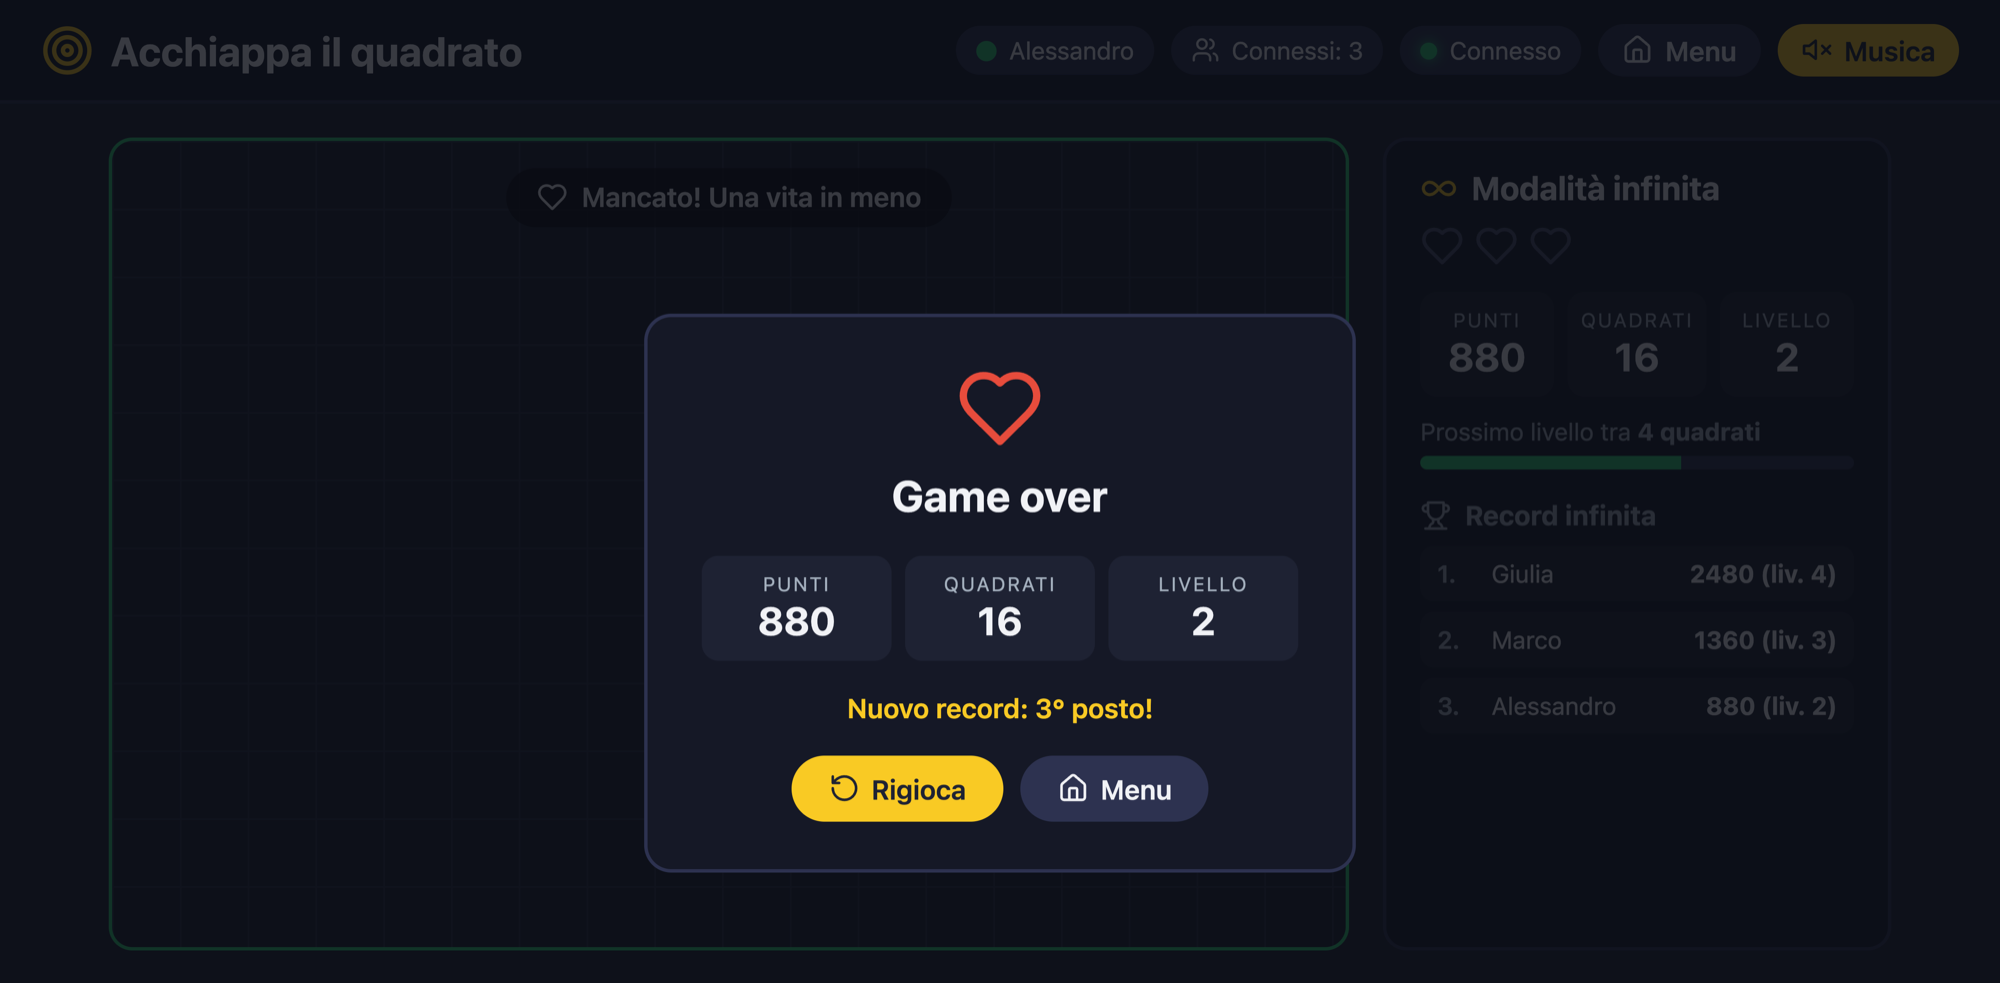 Acchiappa il quadrato
Alessandro
Connessi: 3
Connesso
Menu
Musica
Mancato! Una vita in meno
Modalità infinita
PUNTI
880
QUADRATI
16
LIVELLO
2
Prossimo livello tra 4 quadrati
Record infinita
1. Giulia 2480 (liv. 4)
2. Marco 1360 (liv. 3)
3. Alessandro 880 (liv. 2)
Game over
PUNTI
880
QUADRATI
16
LIVELLO
2
Nuovo record: 3° posto!
Rigioca
Menu